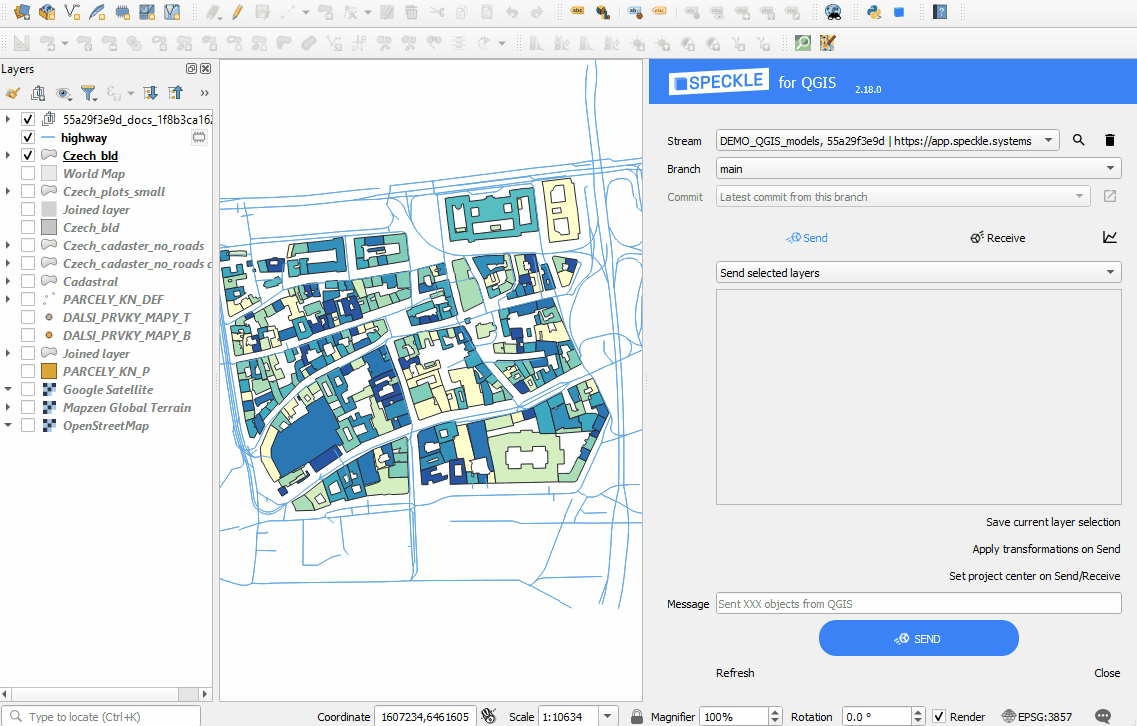 Layers
55a29f3e9d_docs_1f8b3ca162
highway
Czech_bld
World Map
Czech_plots_small
Joined layer
Czech_bld
Czech_cadaster_no_roads
Czech_cadaster_no_roads c
Cadastral
PARCELY_KN_DEF
DALSI_PRVKY_MAPY_T
DALSI_PRVKY_MAPY_B
Joined layer
PARCELY_KN_P
Google Satellite
Mapzen Global Terrain
OpenStreetMap
SPECKLE for QGIS 2.18.0
Stream DEMO_QGIS_models, 55a29f3e9d | https://app.speckle.systems
Branch main
Commit Latest commit from this branch
Send Receive
Send selected layers
Save current layer selection
Apply transformations on Send
Set project center on Send/Receive
Message Sent XXX objects from QGIS
SEND
Refresh Close
Type to locate (Ctrl+K) Coordinate 1607234,6461605 Scale 1:10634 Magnifier 100% Rotation 0.0 ° Render EPSG:3857